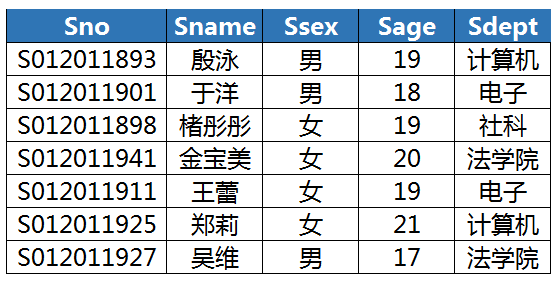 Sno Sname Ssex Sage Sdept
S012011893 殷泳 男 19 计算机
S012011901 于洋 男 18 电子
S012011898 楮彤彤 女 19 社科
S012011941 金宝美 女 20 法学院
S012011911 王蕾 女 19 电子
S012011925 郑莉 女 21 计算机
S012011927 吴维 男 17 法学院